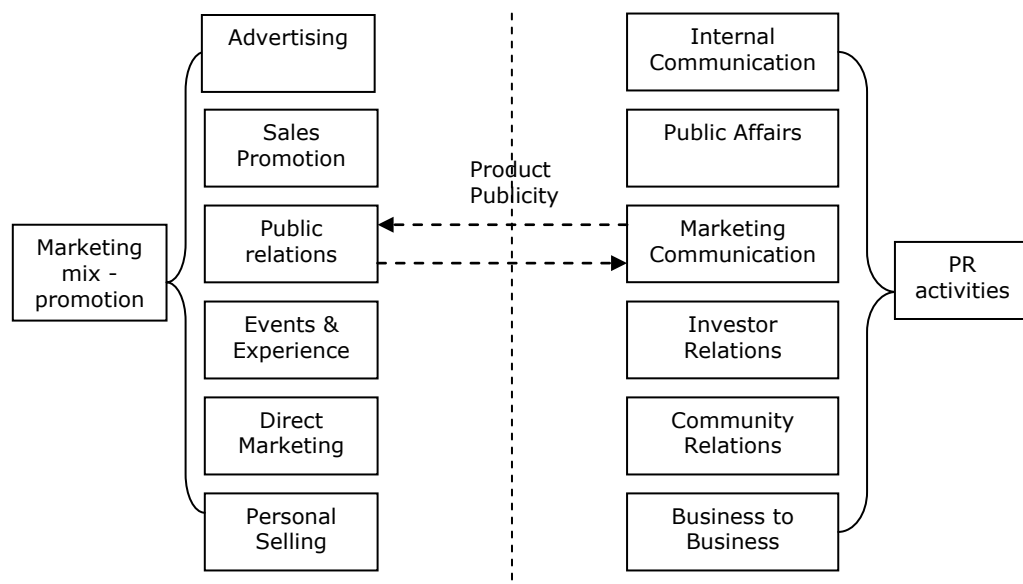 Advertising
Sales
Promotion
Public
relations
Events &
Experience
Direct
Marketing
Personal
Selling
Marketing
mix -
promotion
Product
Publicity
Internal
Communication
Public Affairs
Marketing
Communication
Investor
Relations
Community
Relations
Business to
Business
PR
activities